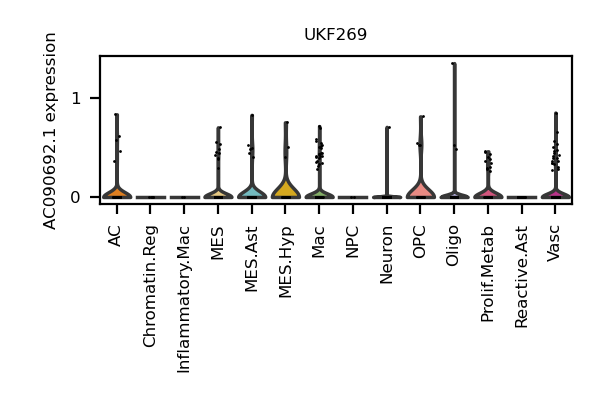 UKF269
AC090692.1 expression
1
0
AC
Chromatin.Reg
Inflammatory.Mac
MES
MES.Ast
MES.Hyp
Mac
NPC
Neuron
OPC
Oligo
Prolif.Metab
Reactive.Ast
Vasc